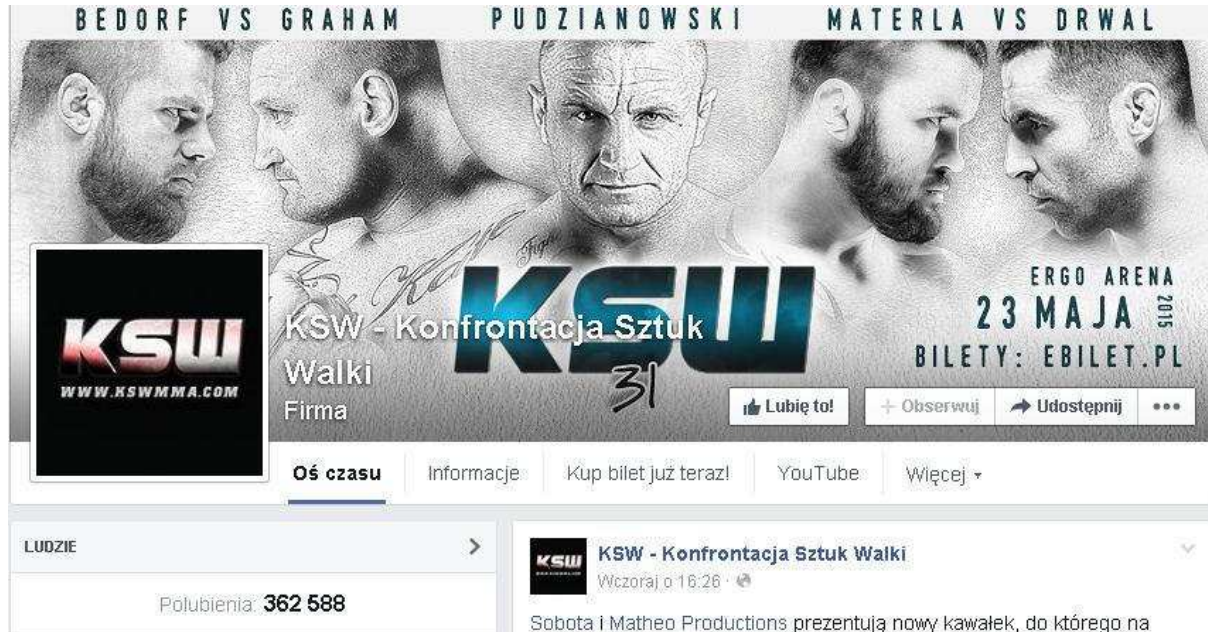 BEDORF VS GRAHAM PUDZIANOWSKI MATERLA VS DRWAL
ERGO ARENA
23 MAJA 2015
BILETY: EBILET.PL
KSW
31
KSW
WWW.KSWMMA.COM
KSW - Konfrontacja Sztuk
Walki
Firma
Lubię to! + Obserwuj Udostępnij •••
Oś czasu Informacje Kup bilet już teraz! YouTube Więcej
LUDZIE
Polubienia: 362 588
KSW
KSW - Konfrontacja Sztuk Walki
Wczoraj o 16:26 ·
Sobota i Matheo Productions prezentują nowy kawałek, do którego na